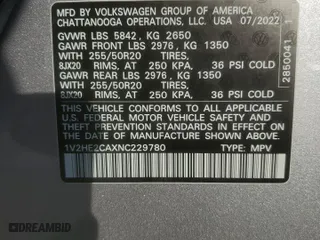 MFD. BY VOLKSWAGEN GROUP OF AMERICA
CHATTANOOGA OPERATIONS, LLC. USA 07/2022
GVWR LBS 5842, KG 2650
GAWR FRONT LBS 2976, KG 1350
WITH 255/50R20 TIRES,
8JX20 RIMS, AT 250 KPA, 36 PSI COLD
GAWR REAR LBS 2976, KG 1350
WITH 255/50R20 TIRES,
8JX20 RIMS, AT 250 KPA, 36 PSI COLD
THIS VEHICLE CONFORMS TO ALL APPLICABLE
U.S. FEDERAL MOTOR VEHICLE SAFETY AND
THEFT PREVENTION STANDARDS IN EFFECT ON
THE DATE OF MANUFACTURE SHOWN ABOVE
1V2HE2CAXNC229780 TYPE: MPV
2850041 1